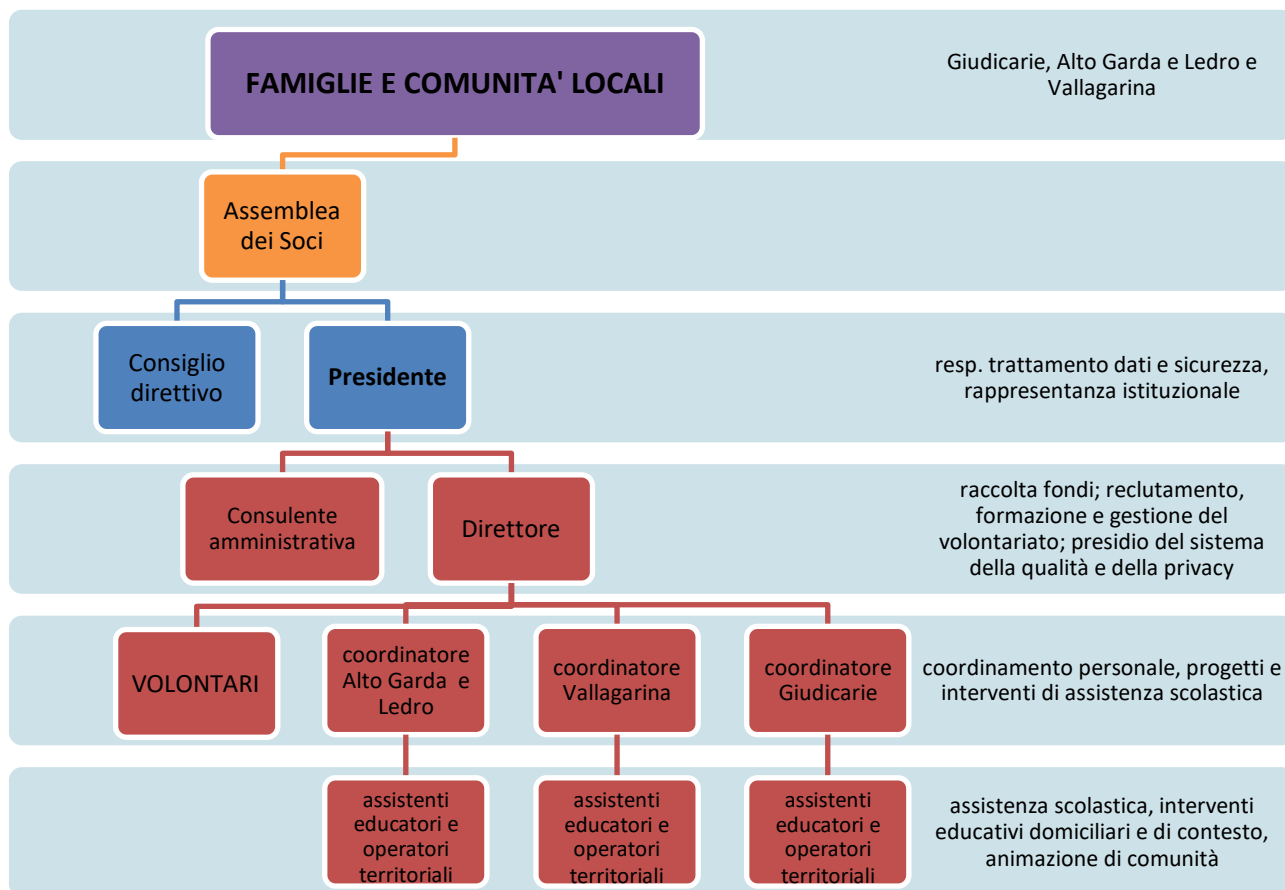 FAMIGLIE E COMUNITA' LOCALI
Giudicarie, Alto Garda e Ledro e
Vallagarina
Assemblea
dei Soci
Consiglio
direttivo
Presidente
resp. trattamento dati e sicurezza,
rappresentanza istituzionale
Consulente
amministrativa
Direttore
raccolta fondi; reclutamento,
formazione e gestione del
volontariato; presidio del sistema
della qualità e della privacy
VOLONTARI
coordinatore
Alto Garda e
Ledro
coordinatore
Vallagarina
coordinatore
Giudicarie
coordinamento personale, progetti e
interventi di assistenza scolastica
assistenti
educatori e
operatori
territoriali
assistenti
educatori e
operatori
territoriali
assistenti
educatori e
operatori
territoriali
assistenza scolastica, interventi
educativi domiciliari e di contesto,
animazione di comunità